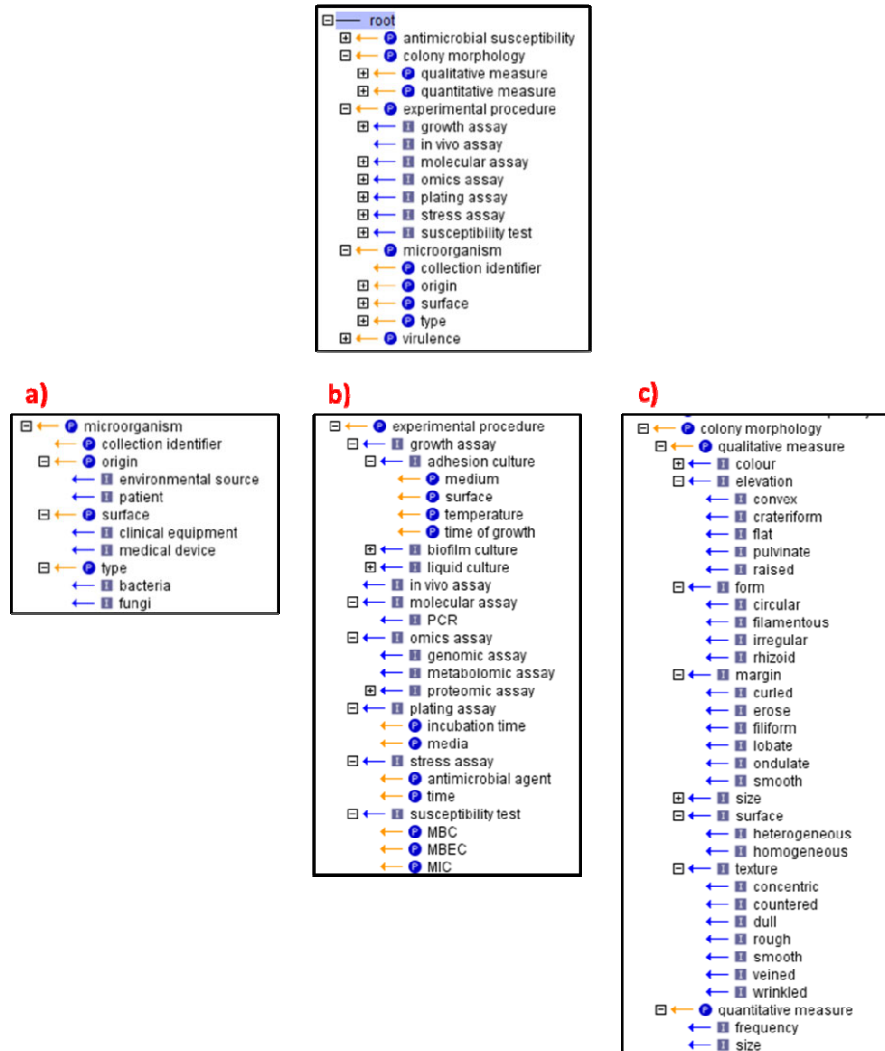 root
antimicrobial susceptibility
colony morphology
qualitative measure
quantitative measure
experimental procedure
growth assay
in vivo assay
molecular assay
omics assay
plating assay
stress assay
susceptibility test
microorganism
collection identifier
origin
surface
type
virulence
a)
microorganism
collection identifier
origin
environmental source
patient
surface
clinical equipment
medical device
type
bacteria
fungi
b)
experimental procedure
growth assay
adhesion culture
medium
surface
temperature
time of growth
biofilm culture
liquid culture
in vivo assay
molecular assay
PCR
omics assay
genomic assay
metabolomic assay
proteomic assay
plating assay
incubation time
media
stress assay
antimicrobial agent
time
susceptibility test
MBC
MBEC
MIC
c)
colony morphology
qualitative measure
colour
elevation
convex
crateriform
flat
pulvinate
raised
form
circular
filamentous
irregular
rhizoid
margin
curled
erose
filiform
lobate
ondulate
smooth
size
surface
heterogeneous
homogeneous
texture
concentric
countered
dull
rough
smooth
veined
wrinkled
quantitative measure
frequency
size